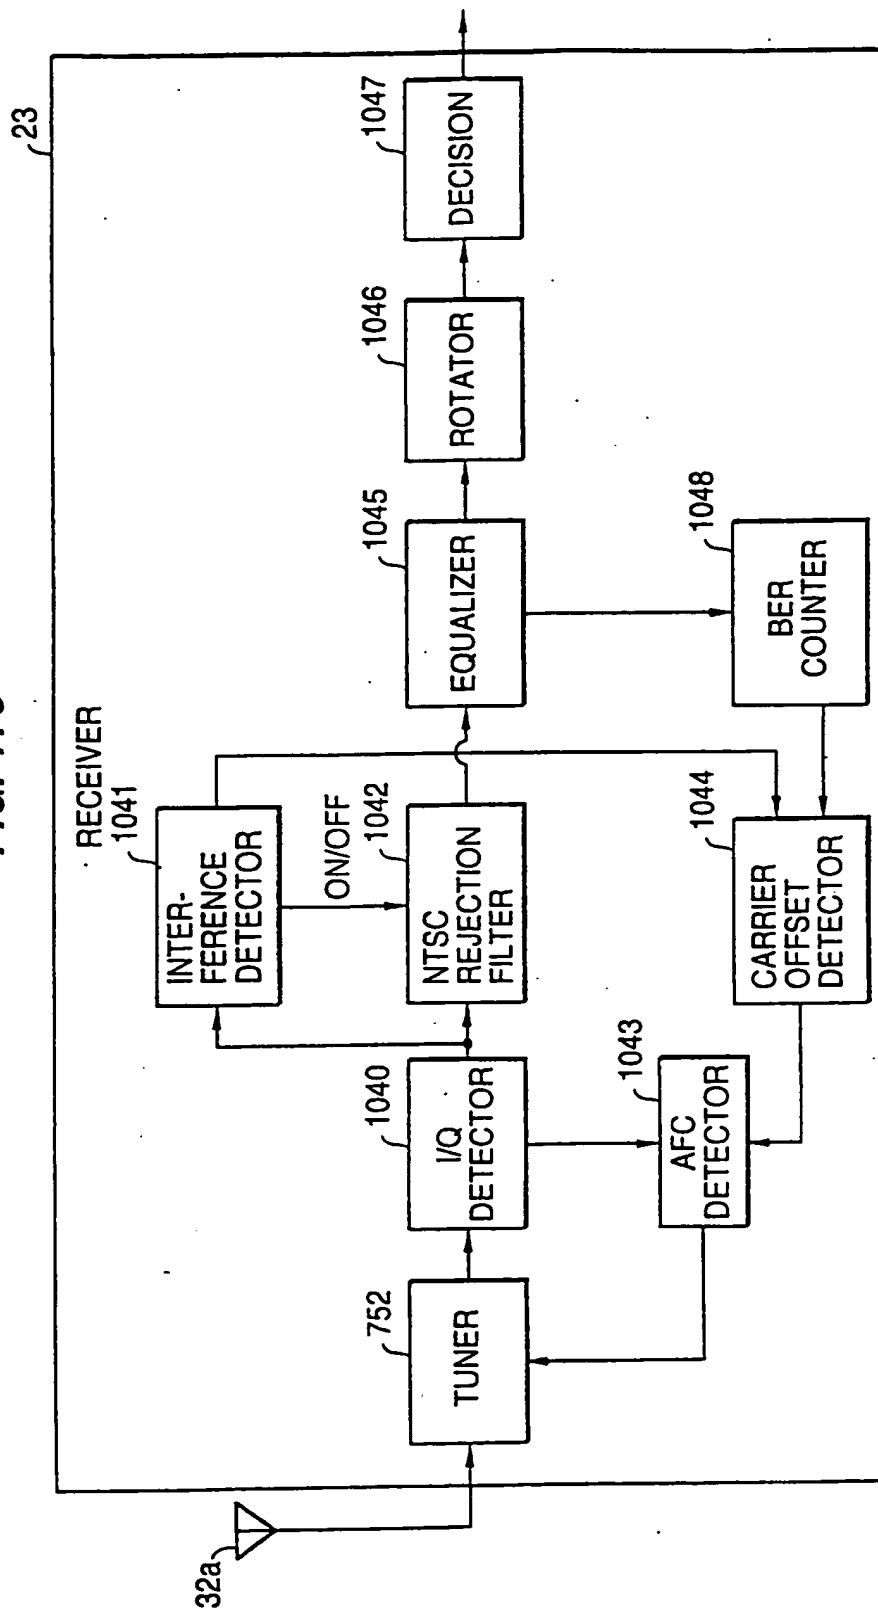 23
RECEIVER
1041
INTER-
FERENCE
DETECTOR
ON/OFF
1042
NTSC
REJECTION
FILTER
32a
752
TUNER
1040
I/Q
DETECTOR
1045
EQUALIZER
1046
ROTATOR
1047
DECISION
1043
AFC
DETECTOR
1044
CARRIER
OFFSET
DETECTOR
1048
BER
COUNTER